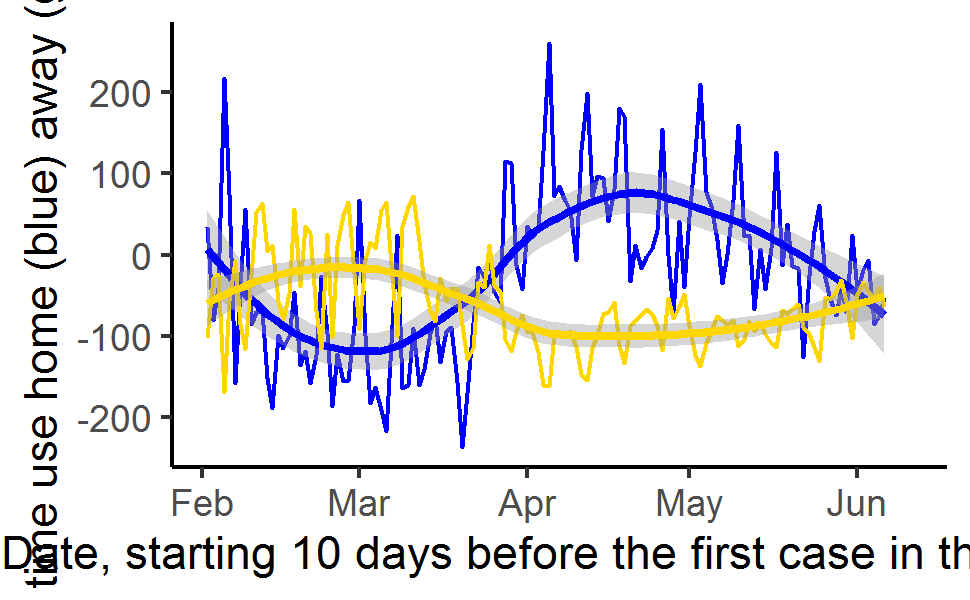 time use home (blue) away (
200
100
0
-100
-200
Feb Mar Apr May Jun
Date, starting 10 days before the first case in th